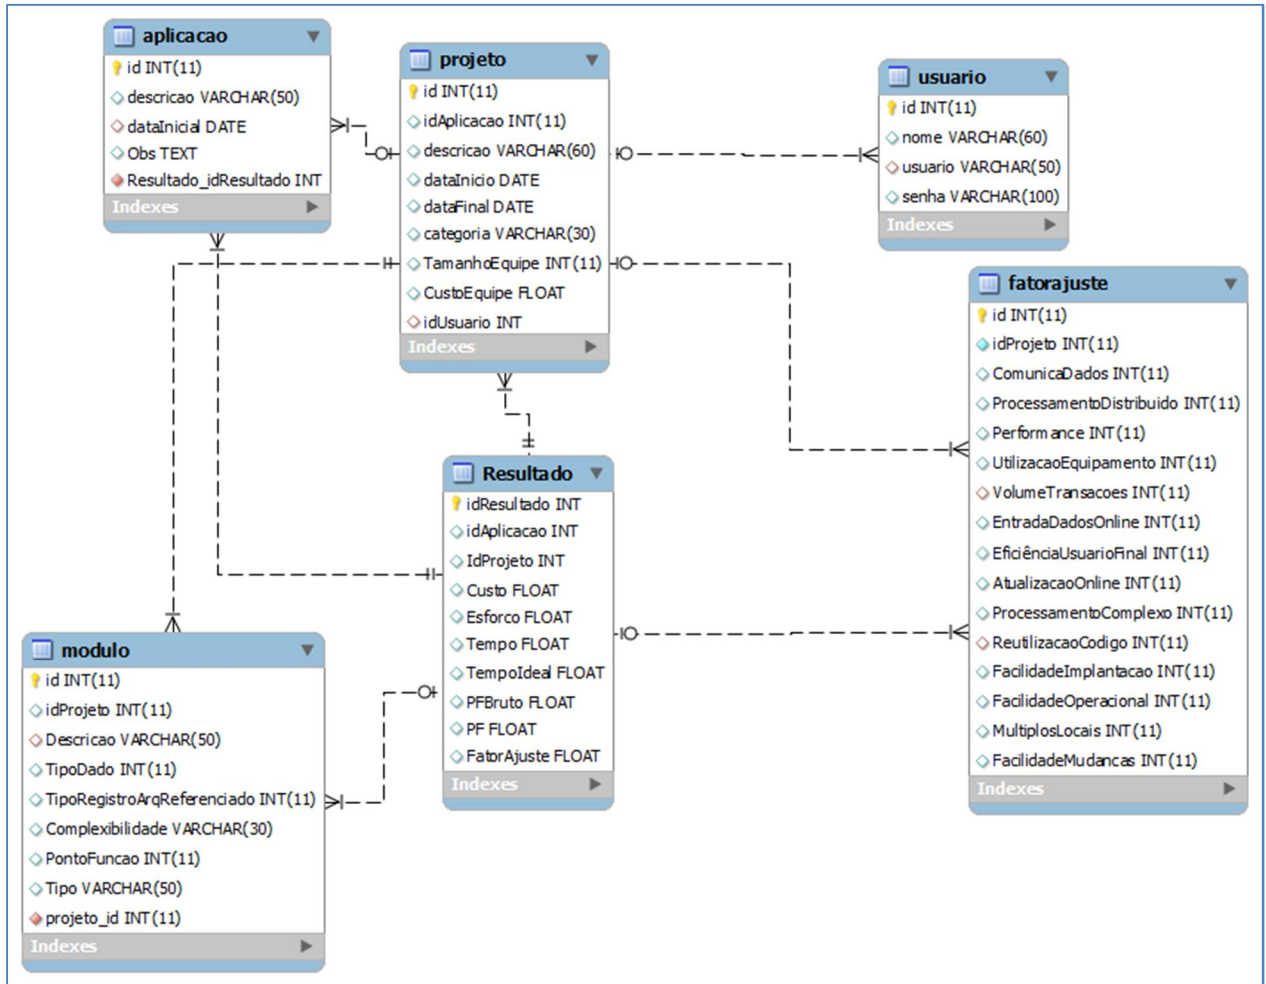 aplicacao
id INT(11)
descricao VARCHAR(50)
dataInicial DATE
Obs TEXT
Resultado_idResultado INT
Indexes
projeto
id INT(11)
idAplicacao INT(11)
descricao VARCHAR(60)
dataInicio DATE
dataFinal DATE
categoria VARCHAR(30)
TamanhoEquipe INT(11)
CustoEquipe FLOAT
idUsuario INT
Indexes
usuario
id INT(11)
nome VARCHAR(60)
usuario VARCHAR(50)
senha VARCHAR(100)
Indexes
fatorajuste
id INT(11)
idProjeto INT(11)
ComunicaDados INT(11)
ProcessamentoDistribuido INT(11)
Performance INT(11)
UtilizacaoEquipamento INT(11)
VolumeTransacoes INT(11)
EntradaDadosOnline INT(11)
EficiênciaUsuarioFinal INT(11)
AtualizacaoOnline INT(11)
ProcessamentoComplexo INT(11)
ReutilizacaoCodigo INT(11)
FacilidadeImplantacao INT(11)
FacilidadeOperacional INT(11)
MultiplosLocais INT(11)
FacilidadeMudancas INT(11)
Indexes
Resultado
idResultado INT
idAplicacao INT
IdProjeto INT
Custo FLOAT
Esforco FLOAT
Tempo FLOAT
TempoIdeal FLOAT
PFBruto FLOAT
PF FLOAT
FatorAjuste FLOAT
Indexes
modulo
id INT(11)
idProjeto INT(11)
Descricao VARCHAR(50)
TipoDado INT(11)
TipoRegistroArqReferenciado INT(11)
Complexibilidade VARCHAR(30)
PontoFuncao INT(11)
Tipo VARCHAR(50)
projeto_id INT(11)
Indexes